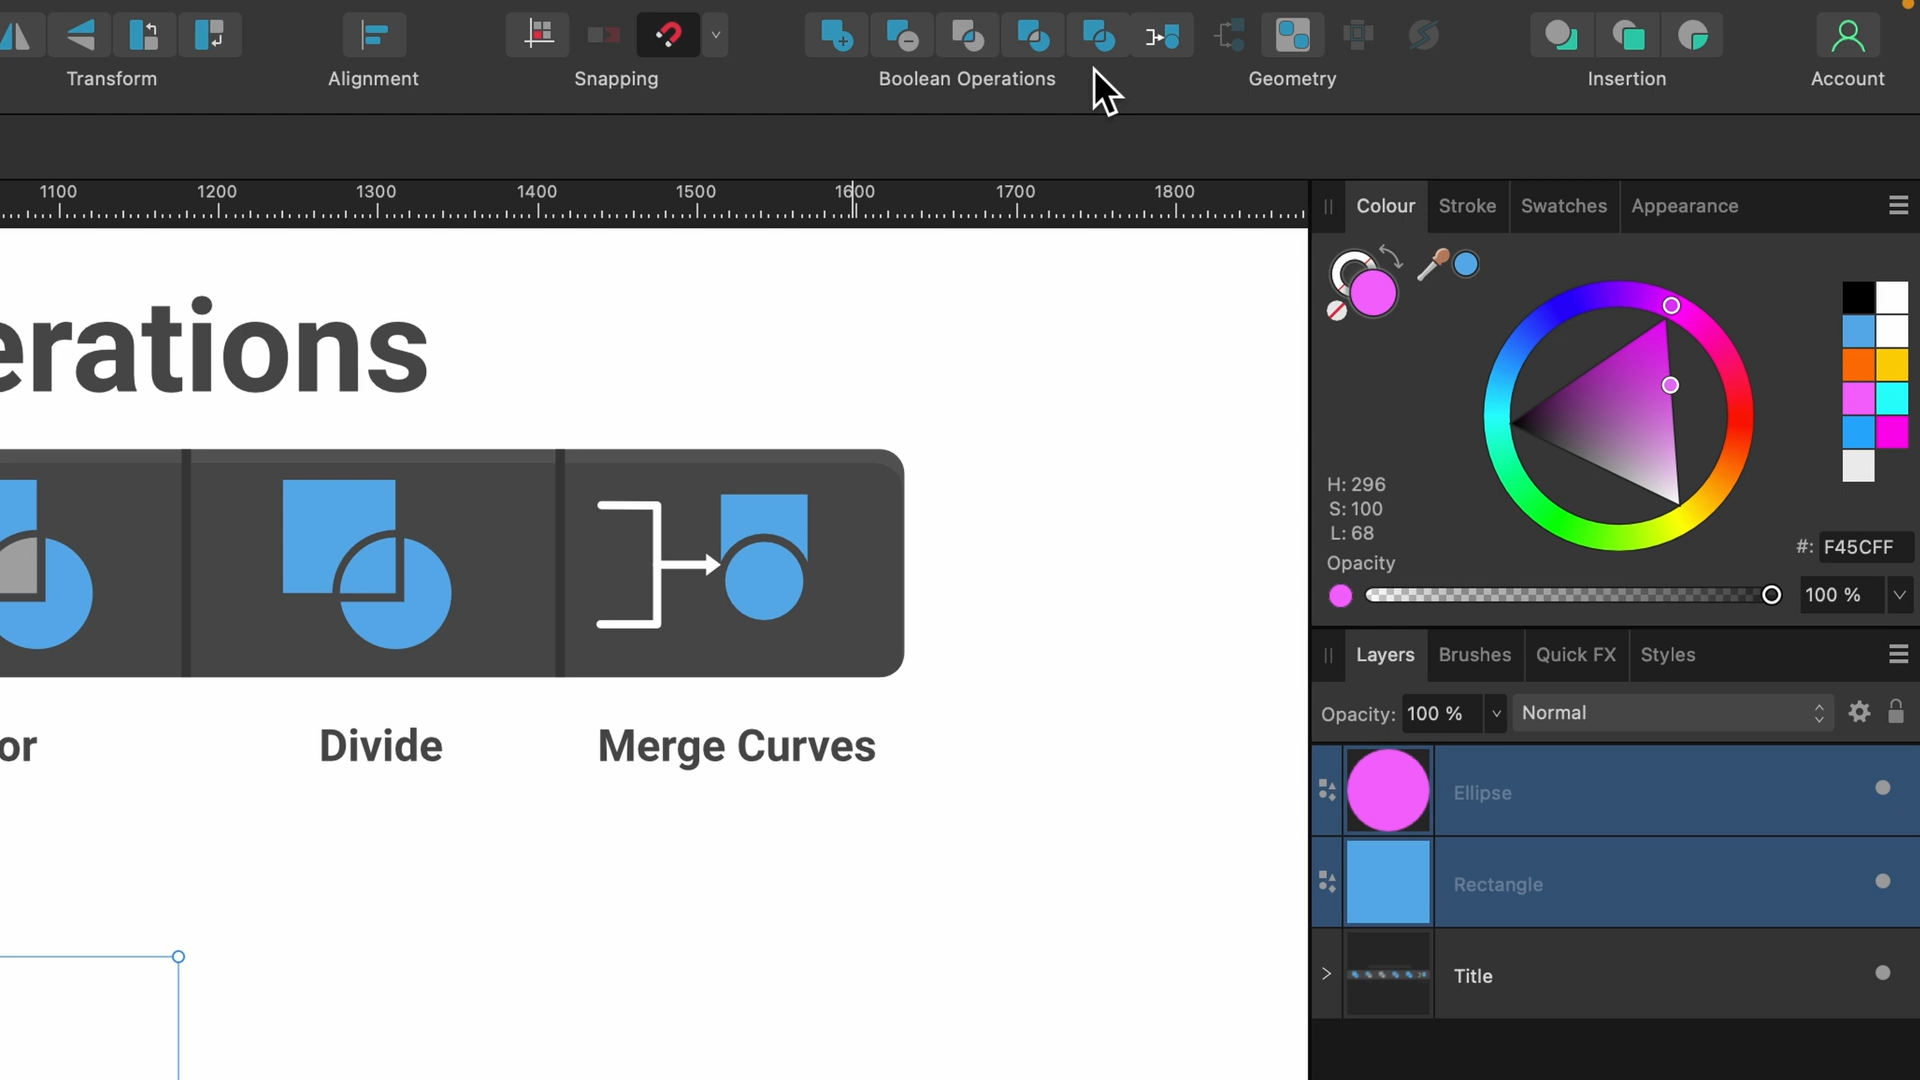 Transform Alignment Snapping Boolean Operations Geometry Insertion Account
1100 1200 1300 1400 1500 1600 1700 1800
Colour Stroke Swatches Appearance
erations
H: 296
S: 100
L: 68
#: F45CFF
Opacity
100 %
or
Divide
Merge Curves
Layers Brushes Quick FX Styles
Opacity: 100 % Normal
Ellipse
Rectangle
Title